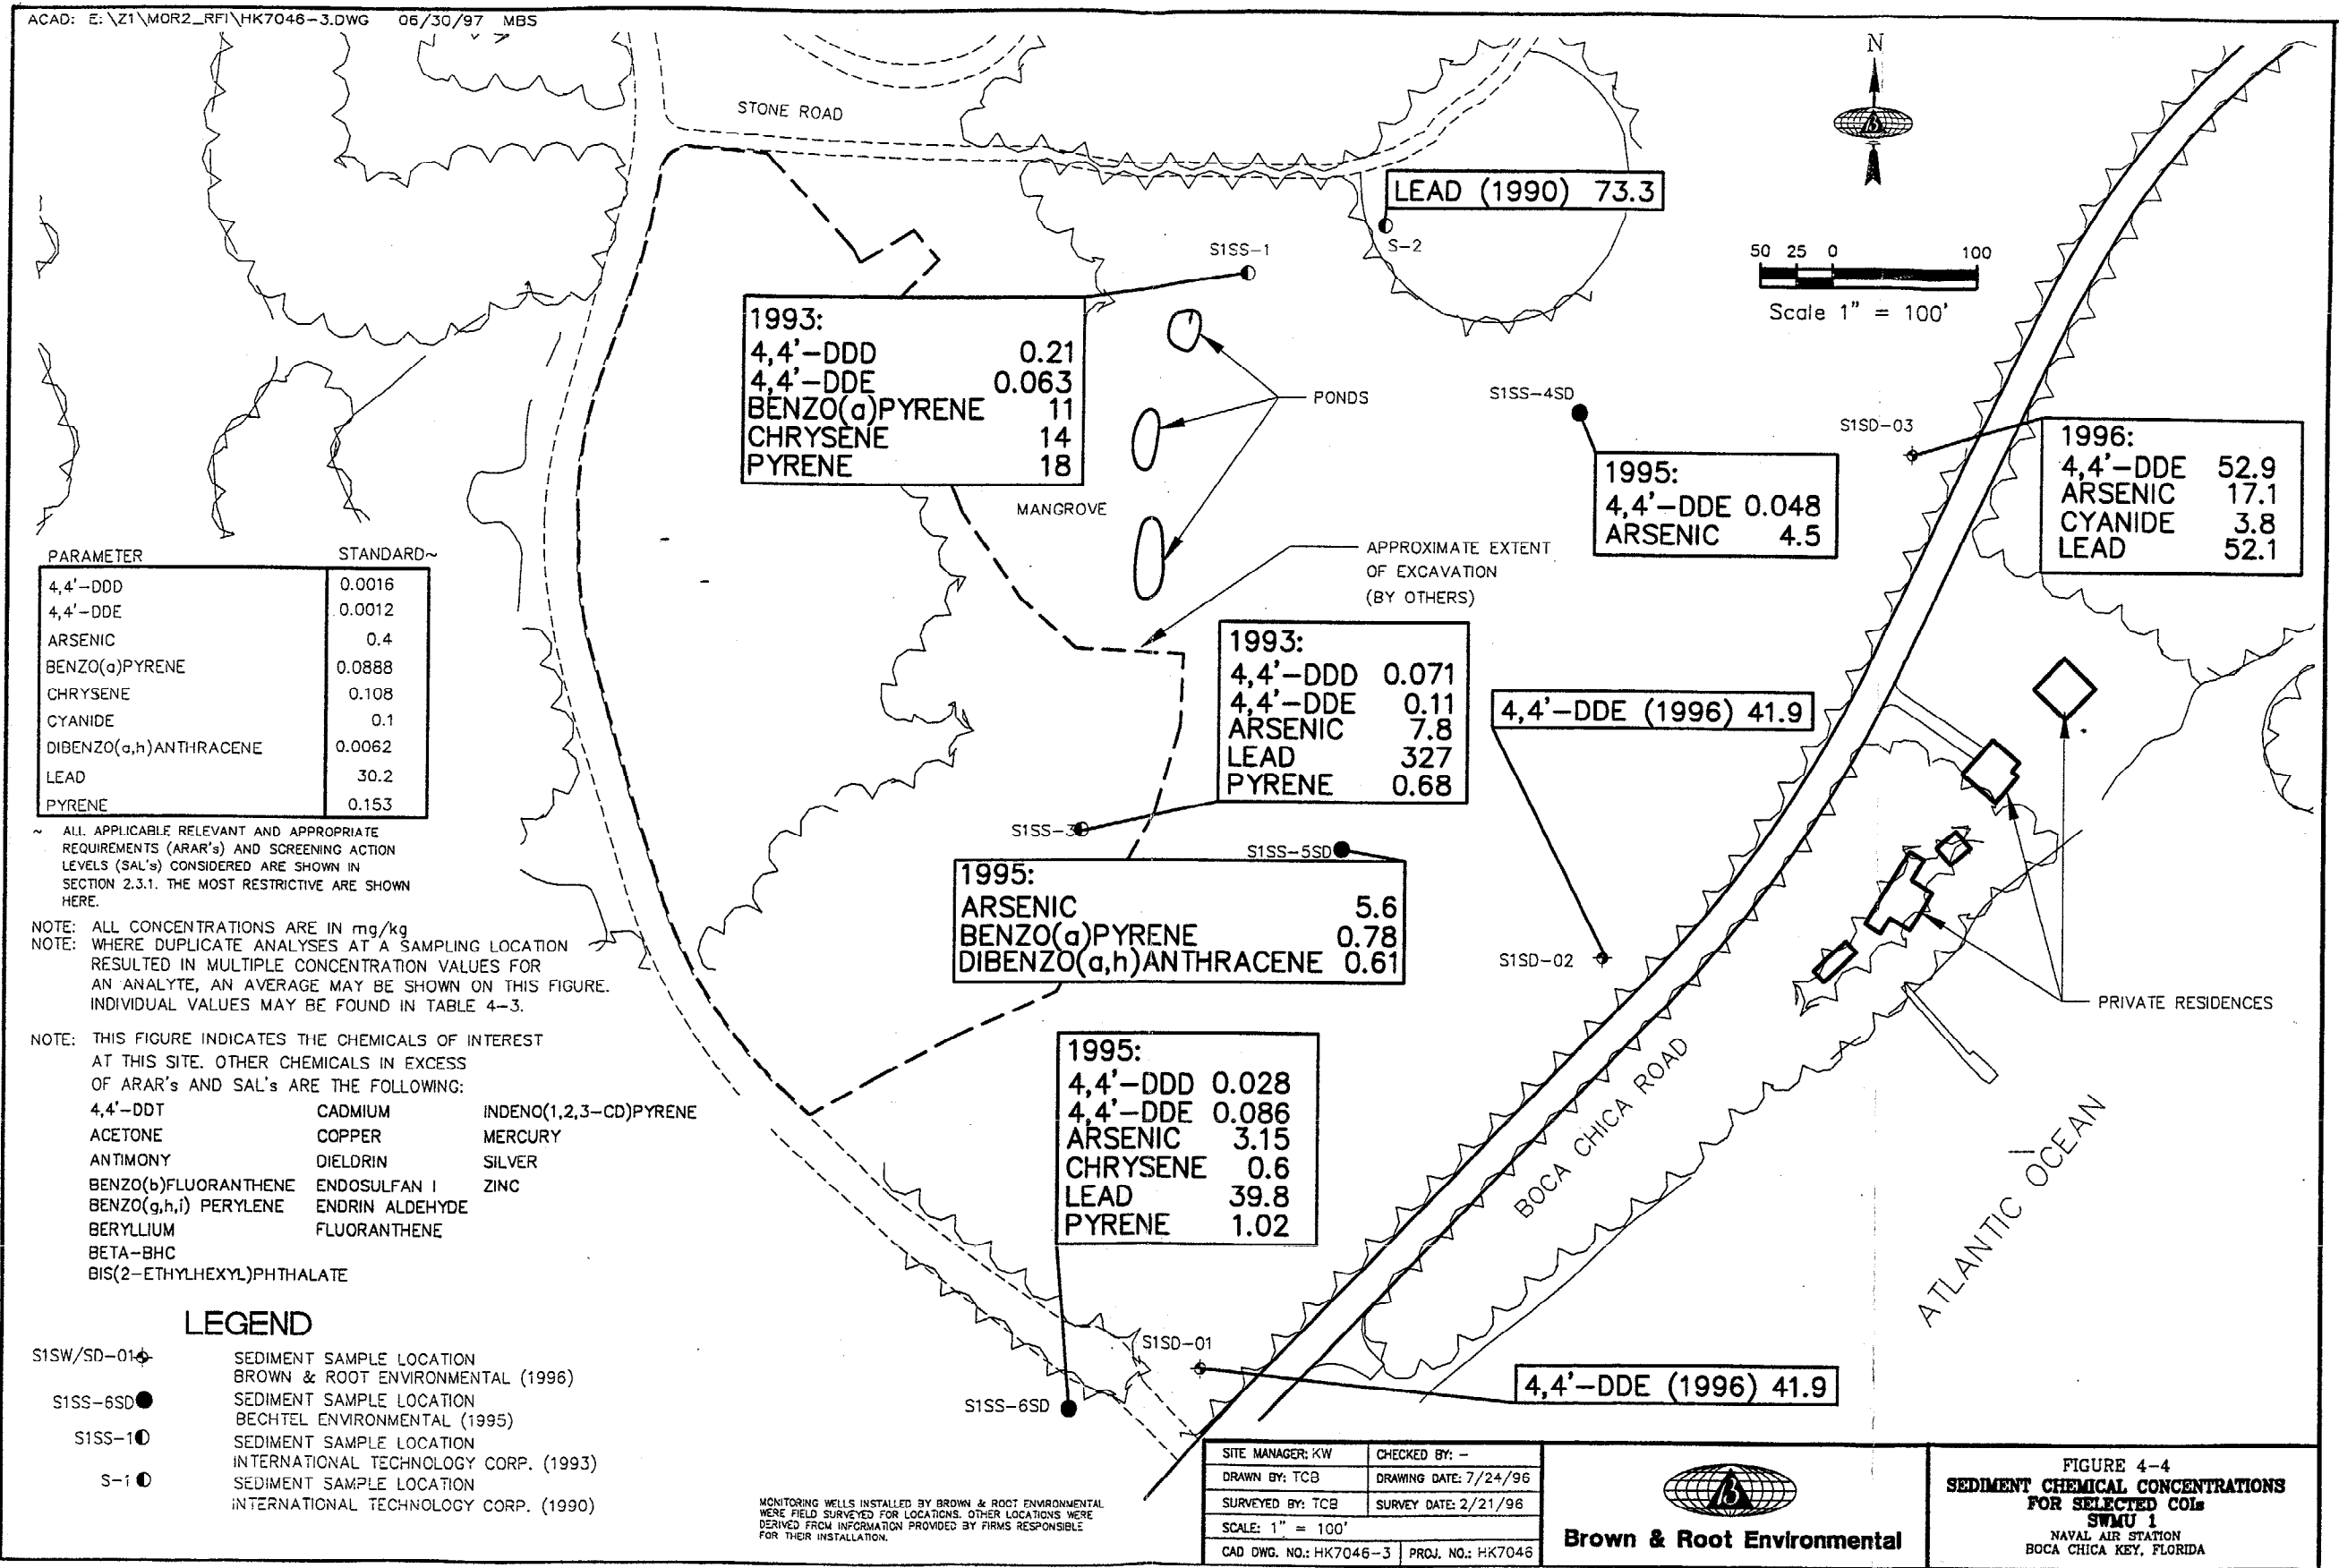 ACAD: E:\Z1\MOR2_RFI\HK7046-3.DWG 06/30/97 MBS
STONE ROAD
N
LEAD (1990) 73.3
S-2
S1SS-1
50 25 0 100
Scale 1" = 100'
1993:
4,4'-DDD 0.21
4,4'-DDE 0.063
BENZO(a)PYRENE 11
CHRYSENE 14
PYRENE 18
PONDS
MANGROVE
S1SS-4SD
1995:
4,4'-DDE 0.048
ARSENIC 4.5
S1SD-03
1996:
4,4'-DDE 52.9
ARSENIC 17.1
CYANIDE 3.8
LEAD 52.1
APPROXIMATE EXTENT
OF EXCAVATION
(BY OTHERS)
PARAMETER STANDARD~
4,4'-DDD 0.0016
4,4'-DDE 0.0012
ARSENIC 0.4
BENZO(a)PYRENE 0.0888
CHRYSENE 0.108
CYANIDE 0.1
DIBENZO(a,h)ANTHRACENE 0.0062
LEAD 30.2
PYRENE 0.153
~ ALL APPLICABLE RELEVANT AND APPROPRIATE
REQUIREMENTS (ARAR's) AND SCREENING ACTION
LEVELS (SAL's) CONSIDERED ARE SHOWN IN
SECTION 2.3.1. THE MOST RESTRICTIVE ARE SHOWN
HERE.
1993:
4,4'-DDD 0.071
4,4'-DDE 0.11
ARSENIC 7.8
LEAD 327
PYRENE 0.68
4,4'-DDE (1996) 41.9
S1SS-3
S1SS-5SD
1995:
ARSENIC 5.6
BENZO(a)PYRENE 0.78
DIBENZO(a,h)ANTHRACENE 0.61
S1SD-02
PRIVATE RESIDENCES
NOTE: ALL CONCENTRATIONS ARE IN mg/kg
NOTE: WHERE DUPLICATE ANALYSES AT A SAMPLING LOCATION
RESULTED IN MULTIPLE CONCENTRATION VALUES FOR
AN ANALYTE, AN AVERAGE MAY BE SHOWN ON THIS FIGURE.
INDIVIDUAL VALUES MAY BE FOUND IN TABLE 4-3.
NOTE: THIS FIGURE INDICATES THE CHEMICALS OF INTEREST
AT THIS SITE. OTHER CHEMICALS IN EXCESS
OF ARAR's AND SAL's ARE THE FOLLOWING:
4,4'-DDT CADMIUM INDENO(1,2,3-CD)PYRENE
ACETONE COPPER MERCURY
ANTIMONY DIELDRIN SILVER
BENZO(b)FLUORANTHENE ENDOSULFAN I ZINC
BENZO(g,h,i) PERYLENE ENDRIN ALDEHYDE
BERYLLIUM FLUORANTHENE
BETA-BHC
BIS(2-ETHYLHEXYL)PHTHALATE
1995:
4,4'-DDD 0.028
4,4'-DDE 0.086
ARSENIC 3.15
CHRYSENE 0.6
LEAD 39.8
PYRENE 1.02
BOCA CHICA ROAD
ATLANTIC OCEAN
S1SD-01
S1SS-6SD
4,4'-DDE (1996) 41.9
LEGEND
S1SW/SD-01 SEDIMENT SAMPLE LOCATION
BROWN & ROOT ENVIRONMENTAL (1996)
S1SS-6SD SEDIMENT SAMPLE LOCATION
BECHTEL ENVIRONMENTAL (1995)
S1SS-1 SEDIMENT SAMPLE LOCATION
INTERNATIONAL TECHNOLOGY CORP. (1993)
S-1 SEDIMENT SAMPLE LOCATION
INTERNATIONAL TECHNOLOGY CORP. (1990)
MONITORING WELLS INSTALLED BY BROWN & ROOT ENVIRONMENTAL
WERE FIELD SURVEYED FOR LOCATIONS. OTHER LOCATIONS WERE
DERIVED FROM INFORMATION PROVIDED BY FIRMS RESPONSIBLE
FOR THEIR INSTALLATION.
SITE MANAGER: KW CHECKED BY: -
DRAWN BY: TCB DRAWING DATE: 7/24/96
SURVEYED BY: TCB SURVEY DATE: 2/21/96
SCALE: 1" = 100'
CAD DWG. NO.: HK7046-3 PROJ. NO.: HK7046
Brown & Root Environmental
FIGURE 4-4
SEDIMENT CHEMICAL CONCENTRATIONS
FOR SELECTED COIs
SWMU 1
NAVAL AIR STATION
BOCA CHICA KEY, FLORIDA